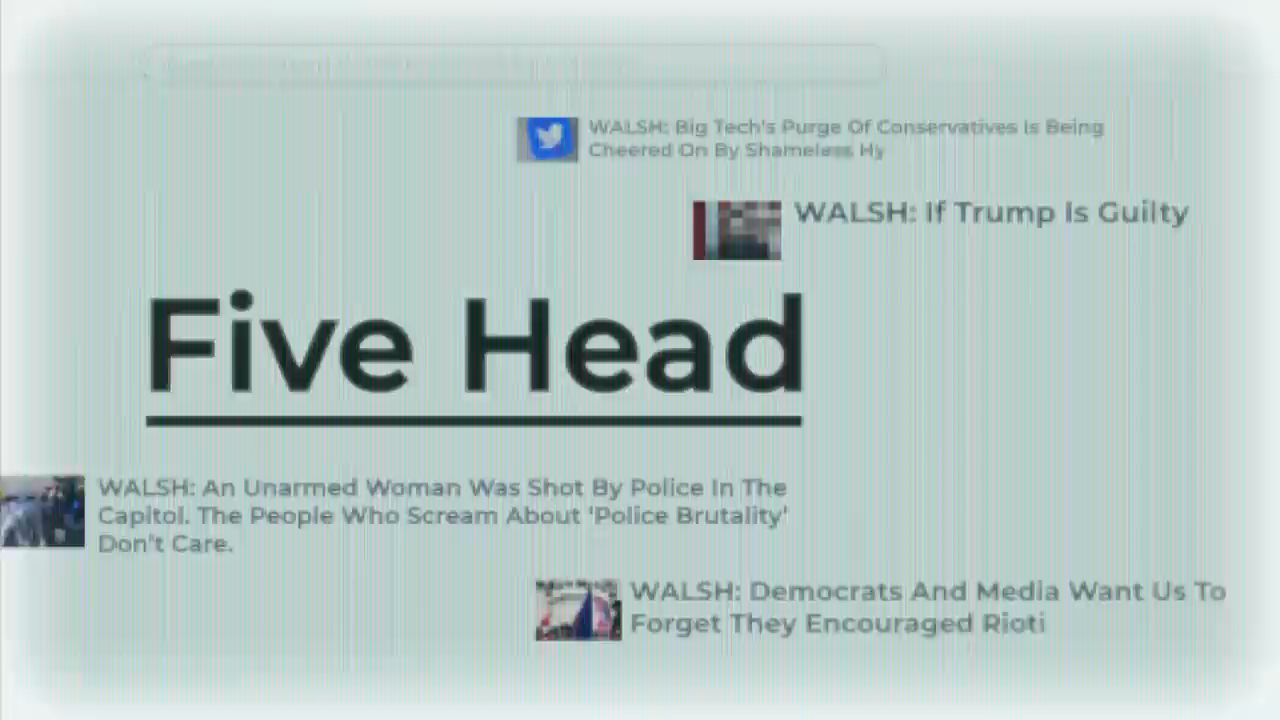 WALSH: Big Tech's Purge Of Conservatives Is Being
Cheered On By Shameless Hy
WALSH: If Trump Is Guilty
Five Head
WALSH: An Unarmed Woman Was Shot By Police In The
Capitol. The People Who Scream About 'Police Brutality'
Don't Care.
WALSH: Democrats And Media Want Us To
Forget They Encouraged Rioti